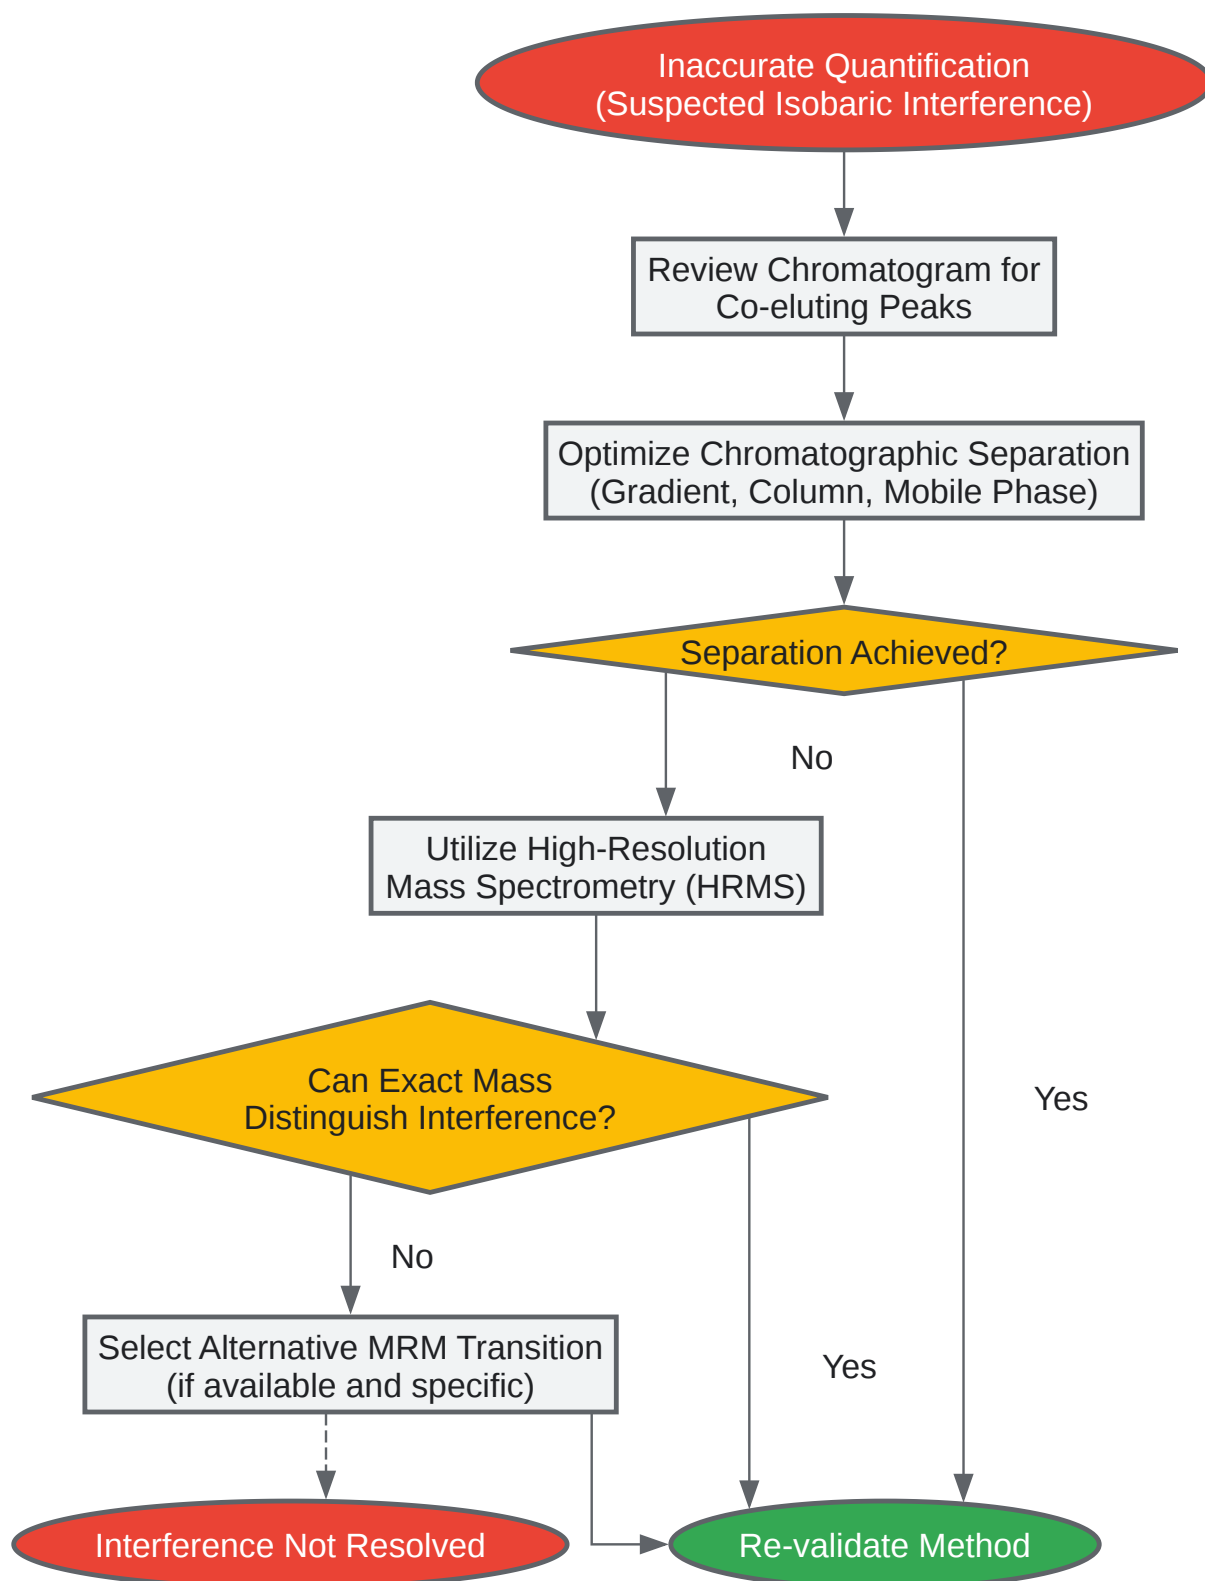 Inaccurate Quantification
(Suspected Isobaric Interference)
Review Chromatogram for
Co-eluting Peaks
Optimize Chromatographic Separation
(Gradient, Column, Mobile Phase)
Separation Achieved?
No
Utilize High-Resolution
Mass Spectrometry (HRMS)
Can Exact Mass
Distinguish Interference?
Yes
No
Select Alternative MRM Transition
(if available and specific)
Yes
Interference Not Resolved
Re-validate Method